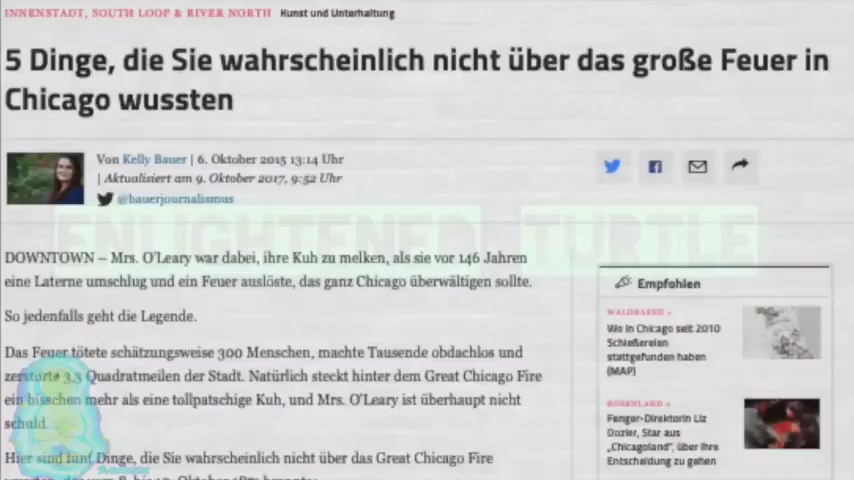 INNENSTADT, SOUTH LOOP & RIVER NORTH Kunst und Unterhaltung
5 Dinge, die Sie wahrscheinlich nicht über das große Feuer in
Chicago wussten
Von Kelly Bauer | 6. Oktober 2015 13:14 Uhr
| Aktualisiert am 9. Oktober 2017, 9:52 Uhr
@bauerjournalismus
ENLIGHTENED TURTLE
DOWNTOWN – Mrs. O'Leary war dabei, ihre Kuh zu melken, als sie vor 146 Jahren
eine Laterne umschlug und ein Feuer auslöste, das ganz Chicago überwältigen sollte.
So jedenfalls geht die Legende.
Das Feuer tötete schätzungsweise 300 Menschen, machte Tausende obdachlos und
zerstörte 3,3 Quadratmeilen der Stadt. Natürlich steckt hinter dem Great Chicago Fire
ein bisschen mehr als eine tollpatschige Kuh, und Mrs. O'Leary ist überhaupt nicht
schuld.
Hier sind fünf Dinge, die Sie wahrscheinlich nicht über das Great Chicago Fire
Empfohlen
Wo in Chicago seit 2010
Schießereien
stattgefunden haben
(MAP)
ROSENLAND »
Fenger-Direktorin Liz
Dozier, Star aus
„Chicagoland", über ihre
Entscheidung zu gehen